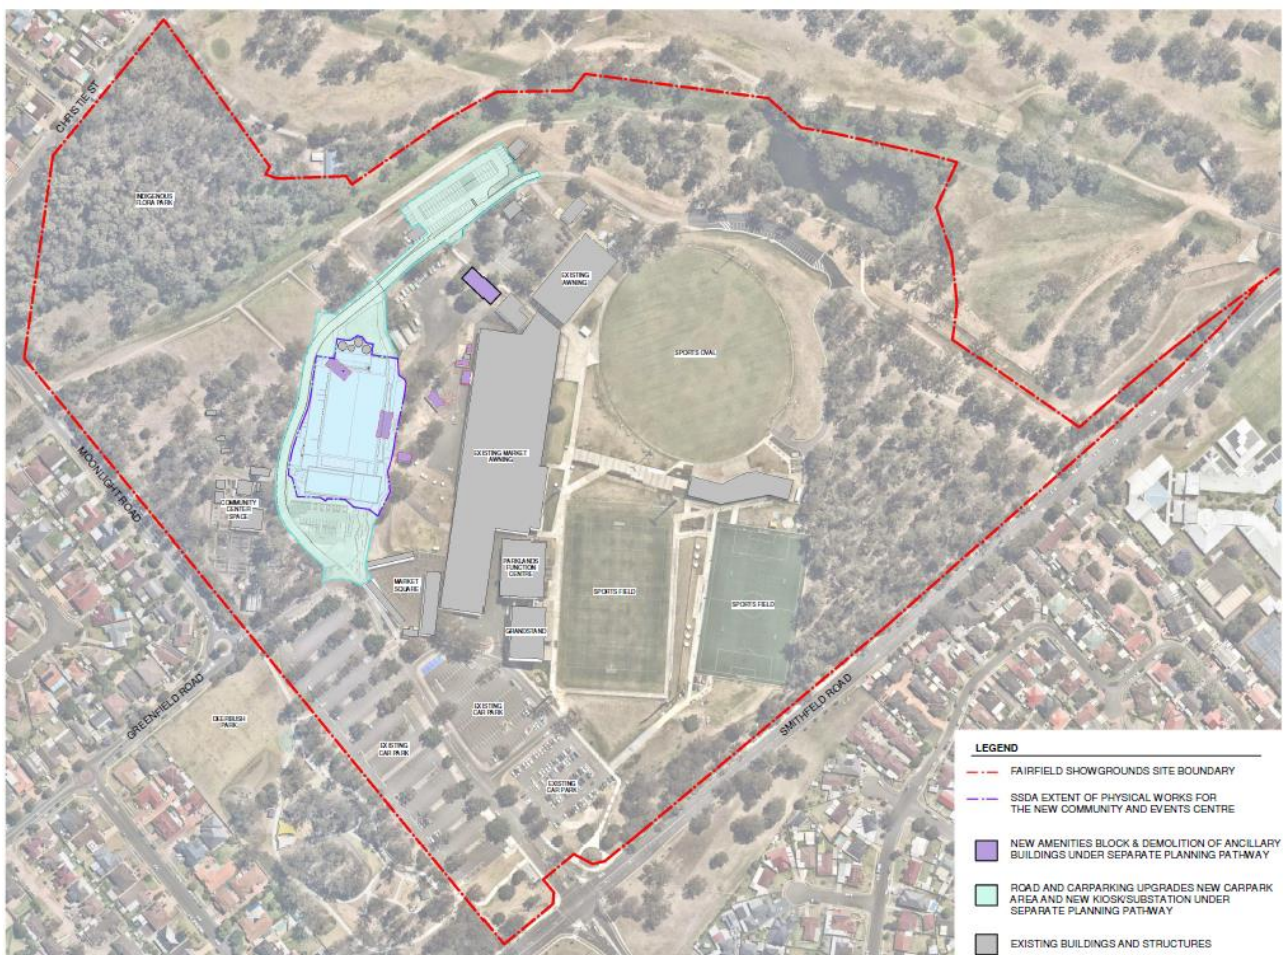 CHRISTIE ST
INDIGENOUS
FLORA PARK
EXISTING
AWNING
SPORTS OVAL
MOONLIGHT ROAD
EXISTING MARKET
AWNING
COMMUNITY
CENTER
SPACE
PARKLANDS
FUNCTION
CENTRE
MARKET
SQUARE
SPORTS FIELD
SPORTS FIELD
GRANDSTAND
GREENFIELD ROAD
DEERBUSH
PARK
EXISTING
CAR PARK
EXISTING
CAR PARK
EXISTING
CAR PARK
SMITHFELD ROAD
LEGEND
FAIRFIELD SHOWGROUNDS SITE BOUNDARY
SSDA EXTENT OF PHYSICAL WORKS FOR
THE NEW COMMUNITY AND EVENTS CENTRE
NEW AMENITIES BLOCK & DEMOLITION OF ANCILLARY
BUILDINGS UNDER SEPARATE PLANNING PATHWAY
ROAD AND CARPARKING UPGRADES NEW CARPARK
AREA AND NEW KIOSK/SUBSTATION UNDER
SEPARATE PLANNING PATHWAY
EXISTING BUILDINGS AND STRUCTURES